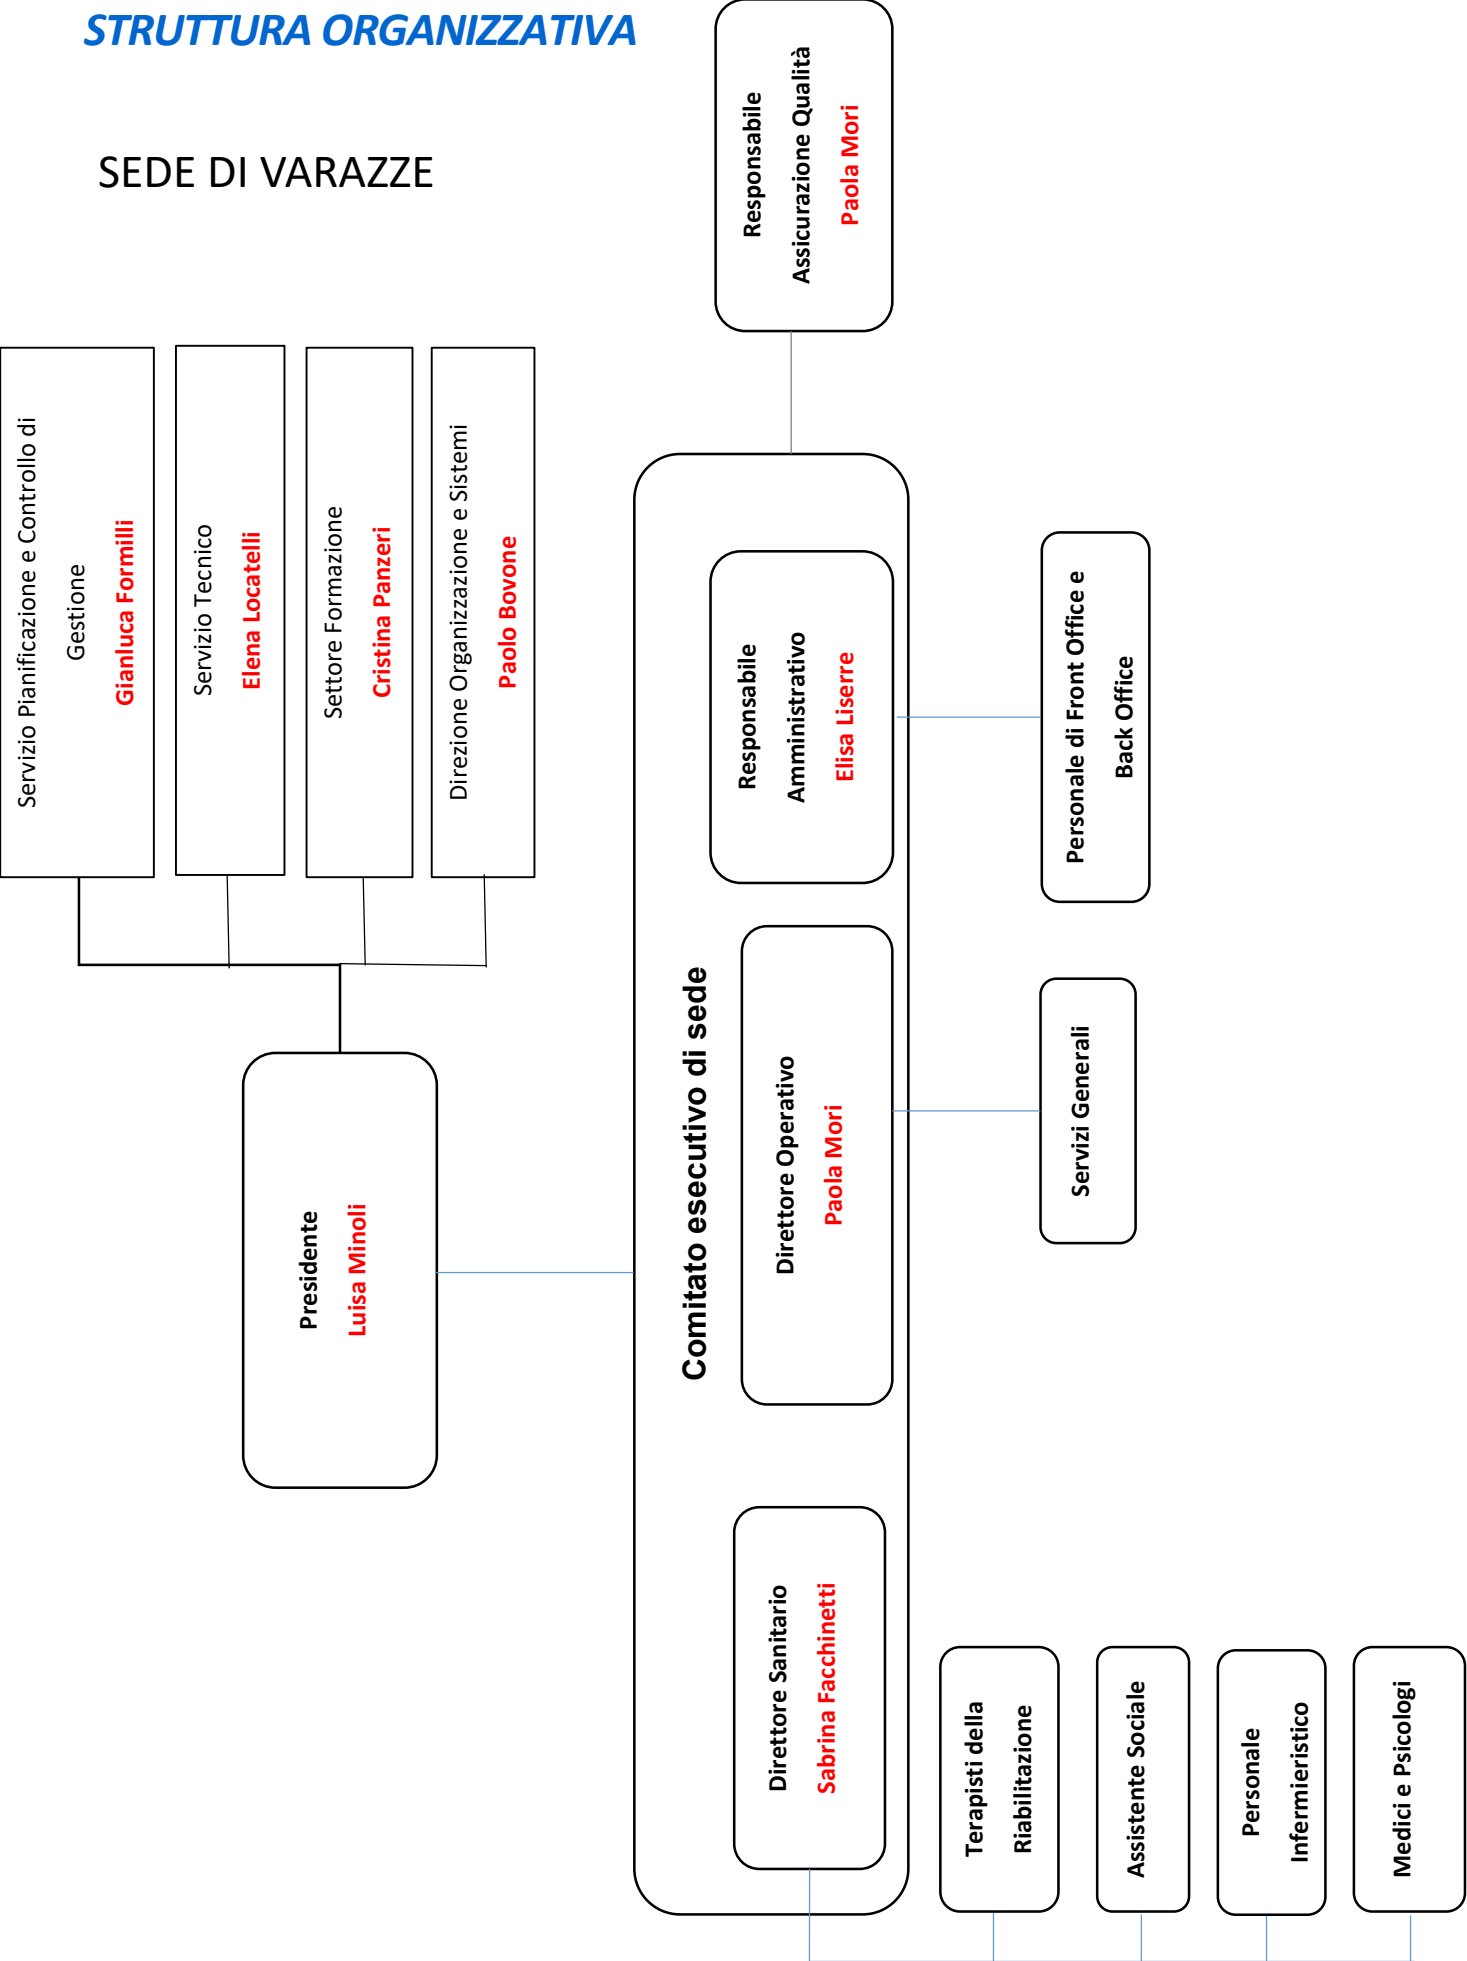 STRUTTURA ORGANIZZATIVA
SEDE DI VARAZZE
Servizio Pianificazione e Controllo di
Gestione
Gianluca Formilli
Servizio Tecnico
Elena Locatelli
Settore Formazione
Cristina Panzeri
Direzione Organizzazione e Sistemi
Paolo Bovone
Presidente
Luisa Minoli
Responsabile
Assicurazione Qualità
Paola Mori
Comitato esecutivo di sede
Direttore Sanitario
Sabrina Facchinetti
Direttore Operativo
Paola Mori
Responsabile
Amministrativo
Elisa Liserre
Terapisti della
Riabilitazione
Assistente Sociale
Personale
Infermieristico
Medici e Psicologi
Servizi Generali
Personale di Front Office e
Back Office